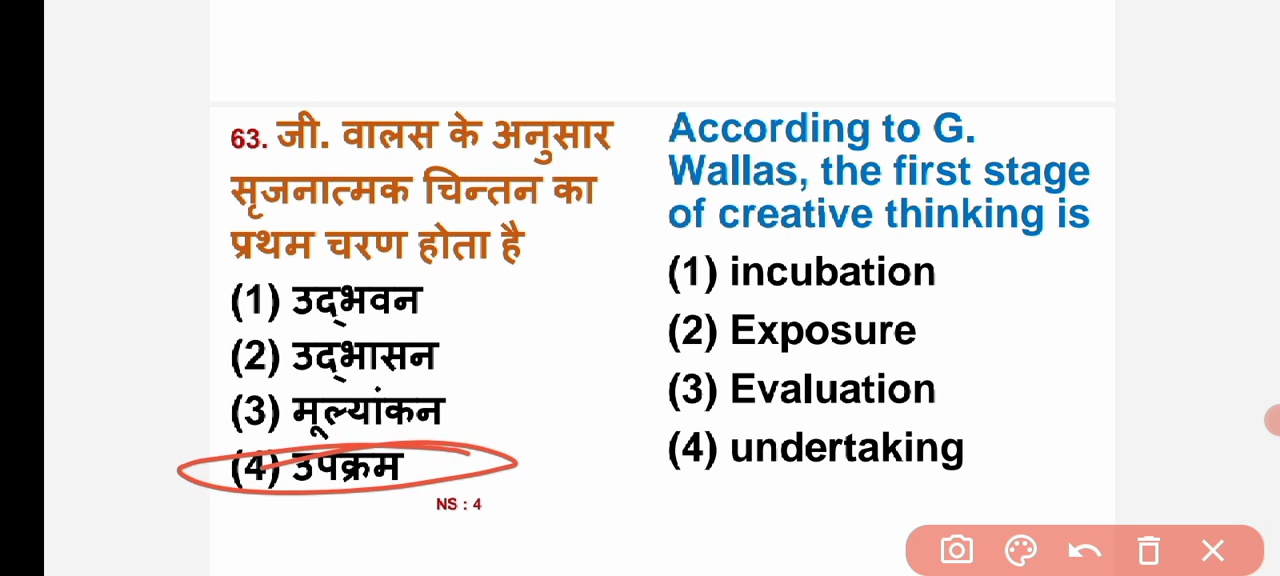 63. जी. वालस के अनुसार
सृजनात्मक चिन्तन का
प्रथम चरण होता है
(1) उद्भवन
(2) उद्भासन
(3) मूल्यांकन
(4) उपक्रम
NS : 4
According to G.
Wallas, the first stage
of creative thinking is
(1) incubation
(2) Exposure
(3) Evaluation
(4) undertaking